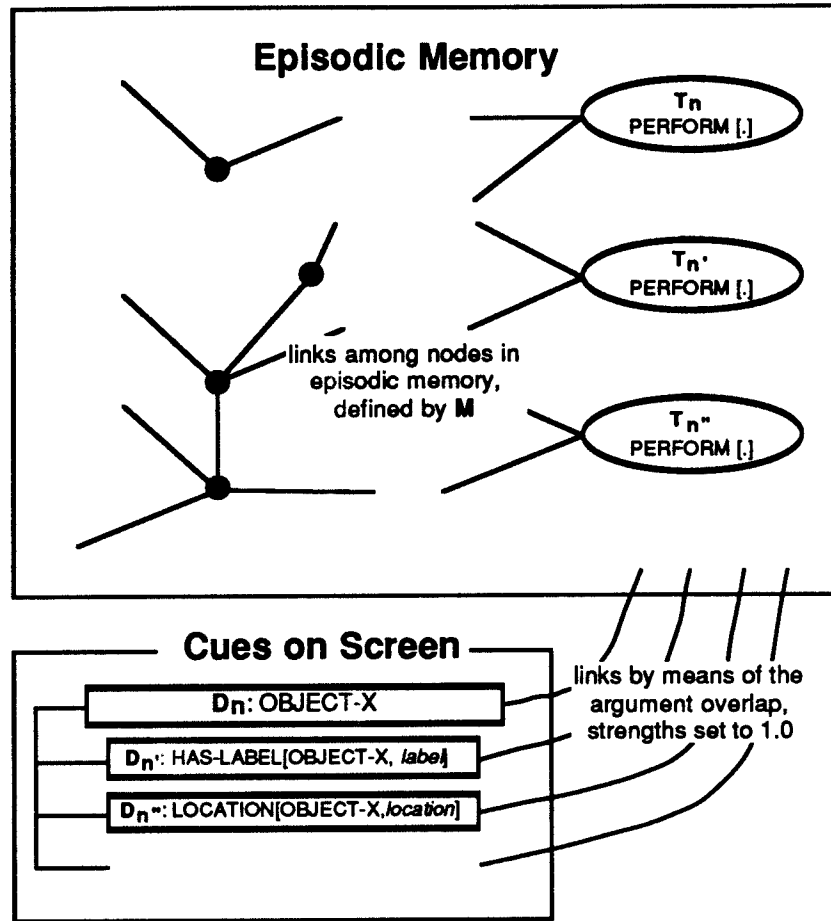 Episodic Memory
Tn
PERFORM [.]
Tn'
PERFORM [.]
links among nodes in
episodic memory,
defined by M
Tn"
PERFORM [.]
Cues on Screen
Dn: OBJECT-X
Dn': HAS-LABEL[OBJECT-X, label]
Dn": LOCATION[OBJECT-X,location]
links by means of the
argument overlap,
strengths set to 1.0